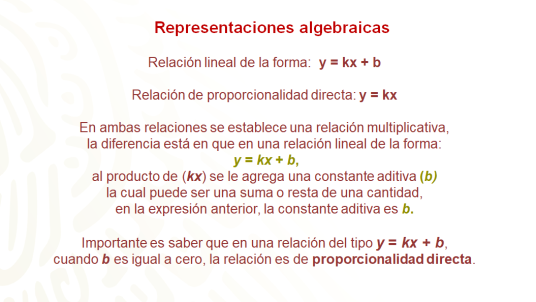 Representaciones algebraicas
Relación lineal de la forma: y = kx + b
Relación de proporcionalidad directa: y = kx
En ambas relaciones se establece una relación multiplicativa,
la diferencia está en que en una relación lineal de la forma:
y = kx + b,
al producto de (kx) se le agrega una constante aditiva (b)
la cual puede ser una suma o resta de una cantidad,
en la expresión anterior, la constante aditiva es b.
Importante es saber que en una relación del tipo y = kx + b,
cuando b es igual a cero, la relación es de proporcionalidad directa.